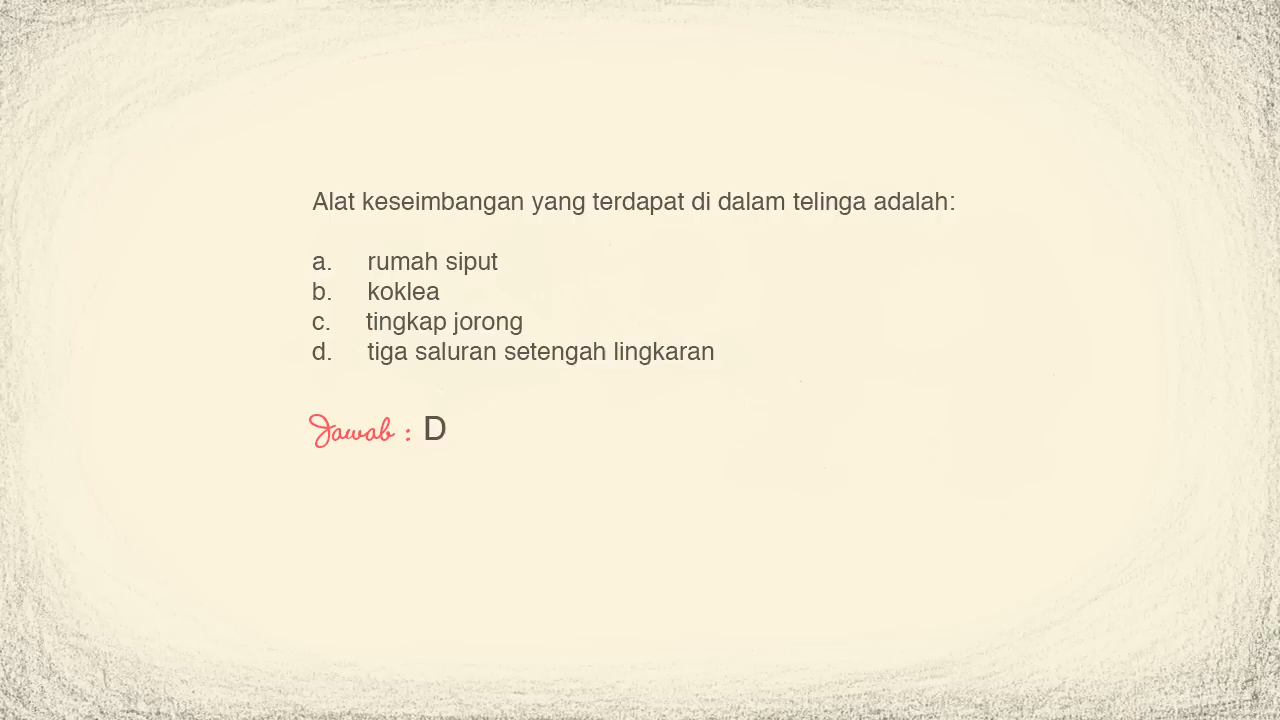 Alat keseimbangan yang terdapat di dalam telinga adalah:
a. rumah siput
b. koklea
c. tingkap jorong
d. tiga saluran setengah lingkaran
Jawab : D